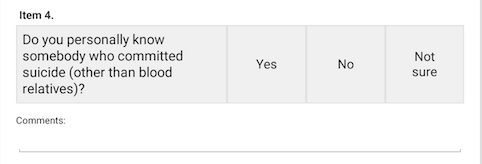 Item 4.
Do you personally know
somebody who committed
suicide (other than blood
relatives)?
Yes
No
Not
sure
Comments: